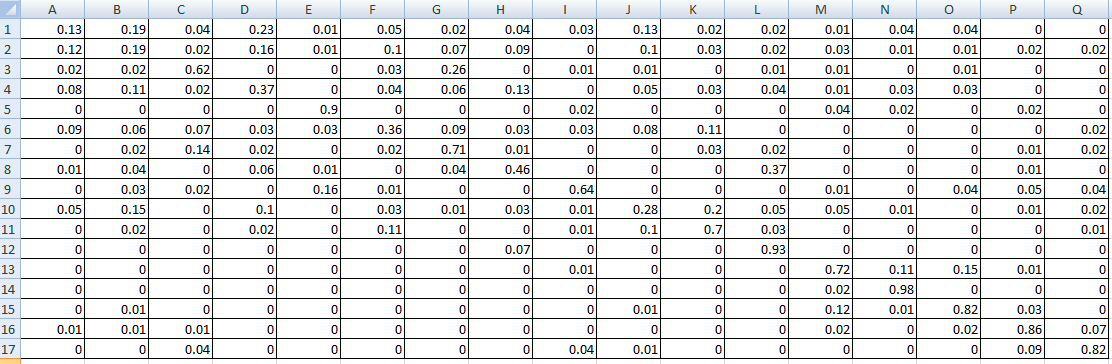 A B C D E F G H I J K L M N O P Q
1 0.13 0.19 0.04 0.23 0.01 0.05 0.02 0.04 0.03 0.13 0.02 0.02 0.01 0.04 0.04 0 0
2 0.12 0.19 0.02 0.16 0.01 0.1 0.07 0.09 0 0.1 0.03 0.02 0.03 0.01 0.01 0.02 0.02
3 0.02 0.02 0.62 0 0 0.03 0.26 0 0.01 0.01 0 0.01 0.01 0 0.01 0 0
4 0.08 0.11 0.02 0.37 0 0.04 0.06 0.13 0 0.05 0.03 0.04 0.01 0.03 0.03 0 0
5 0 0 0 0 0.9 0 0 0 0.02 0 0 0 0.04 0.02 0 0.02 0
6 0.09 0.06 0.07 0.03 0.03 0.36 0.09 0.03 0.03 0.08 0.11 0 0 0 0 0 0.02
7 0 0.02 0.14 0.02 0 0.02 0.71 0.01 0 0 0.03 0.02 0 0 0 0.01 0.02
8 0.01 0.04 0 0.06 0.01 0 0.04 0.46 0 0 0 0.37 0 0 0 0.01 0
9 0 0.03 0.02 0 0.16 0.01 0 0 0.64 0 0 0 0.01 0 0.04 0.05 0.04
10 0.05 0.15 0 0.1 0 0.03 0.01 0.03 0.01 0.28 0.2 0.05 0.05 0.01 0 0.01 0.02
11 0 0.02 0 0.02 0 0.11 0 0 0.01 0.1 0.7 0.03 0 0 0 0 0.01
12 0 0 0 0 0 0 0 0.07 0 0 0 0.93 0 0 0 0 0
13 0 0 0 0 0 0 0 0 0.01 0 0 0 0.72 0.11 0.15 0.01 0
14 0 0 0 0 0 0 0 0 0 0 0 0 0.02 0.98 0 0 0
15 0 0.01 0 0 0 0 0 0 0 0.01 0 0 0.12 0.01 0.82 0.03 0
16 0.01 0.01 0.01 0 0 0 0 0 0 0 0 0 0.02 0 0.02 0.86 0.07
17 0 0 0.04 0 0 0 0 0 0.04 0.01 0 0 0 0 0 0.09 0.82